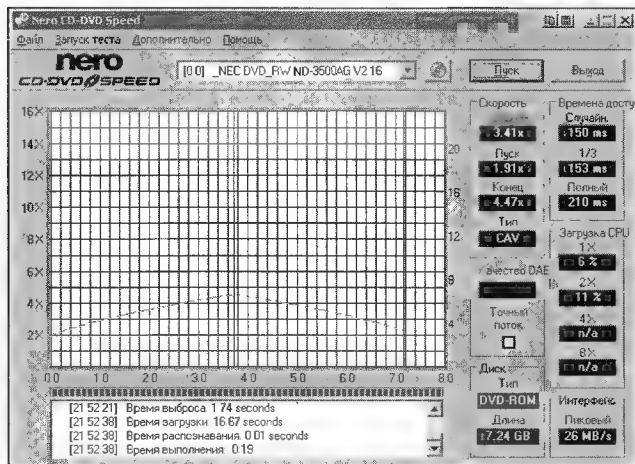 Nero CD-DVD Speed
Файл Запуск теста Дополнительно Помощь
nero
CD-DVD SPEED
[0 0] _NEC DVD_RW ND-3500AG V2 16
Пуск
Выход
16X
14X
12X
10X
8X
6X
4X
2X
20
16
12
8
4
0.0 1.0 2.0 3.0 4.0 5.0 6.0 7.0 8.0
Скорость
3.41x
Пуск
1.91x
Конец
4.47x
Тип
CAV
Качество DAE
Точный
поток
Диск
Тип
DVD-ROM
Длина
7.24 GB
Времена досту
Случайн.
150 ms
1/3
153 ms
Полный
210 ms
Загрузка CPU
1X
6 %
2X
11 %
4X
n/a
8X
n/a
Интерфейс
Пиковый
26 MB/s
[21 52 21] Время выброса 1 74 seconds
[21 52 38] Время загрузки: 16.67 seconds
[21 52 38] Время распознавания. 0 01 seconds
[21 52 38] Время выполнения: 0:19